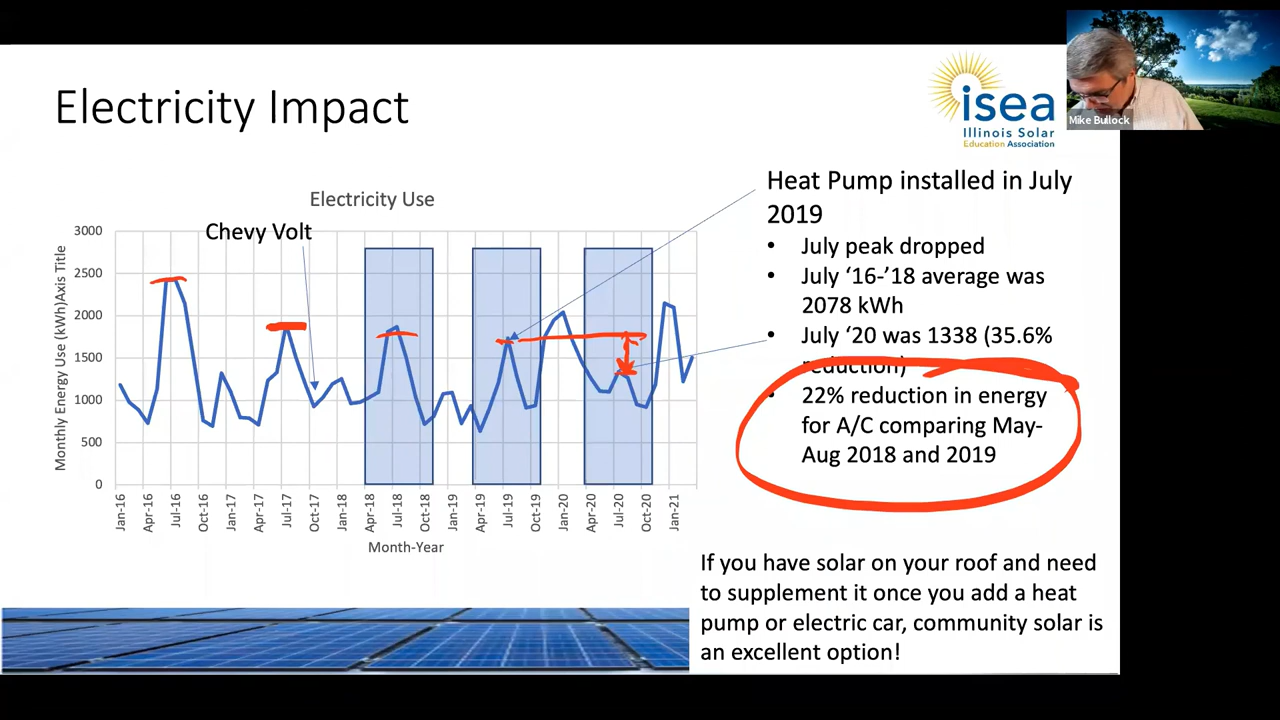 Electricity Impact
isea
Illinois Solar
Education Association
Mike Bullock
Electricity Use
Chevy Volt
Monthly Energy Use (kWh)Axis Title
3000
2500
2000
1500
1000
500
0
Jan-16
Apr-16
Jul-16
Oct-16
Jan-17
Apr-17
Jul-17
Oct-17
Jan-18
Apr-18
Jul-18
Oct-18
Jan-19
Apr-19
Jul-19
Oct-19
Jan-20
Apr-20
Jul-20
Oct-20
Jan-21
Month-Year
Heat Pump installed in July
2019
• July peak dropped
• July ‘16-’18 average was
2078 kWh
• July ‘20 was 1338 (35.6%
reduction)
• 22% reduction in energy
for A/C comparing May-
Aug 2018 and 2019
If you have solar on your roof and need
to supplement it once you add a heat
pump or electric car, community solar is
an excellent option!